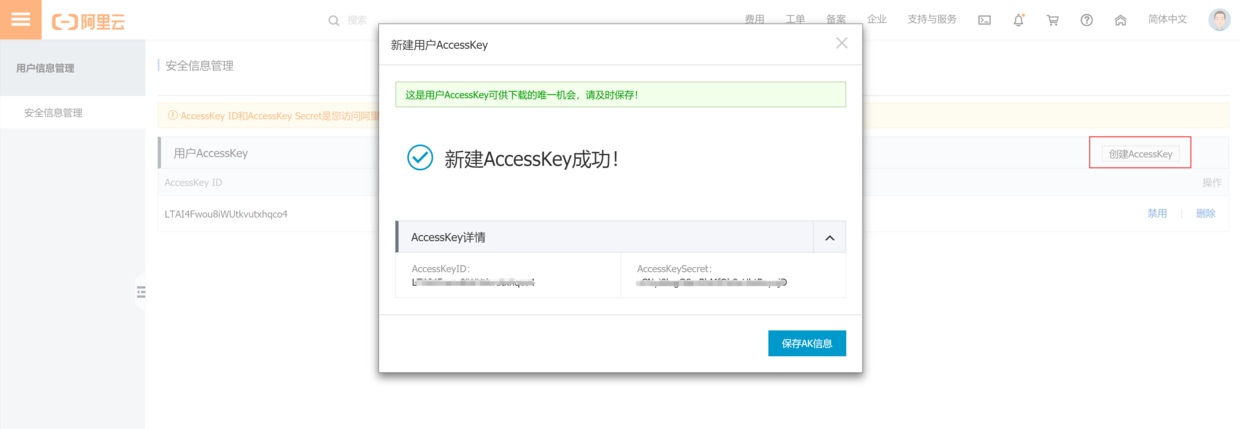 阿里云
搜索
费用 工单 备案 企业 支持与服务 简体中文
用户信息管理
安全信息管理
安全信息管理
AccessKey ID和AccessKey Secret是您访问阿里
用户AccessKey
创建AccessKey
AccessKey ID
操作
LTAI4Fwou8iWUtkvutxhqco4
禁用 删除
新建用户AccessKey
这是用户AccessKey可供下载的唯一机会，请及时保存！
新建AccessKey成功！
AccessKey详情
AccessKeyID：
AccessKeySecret：
保存AK信息